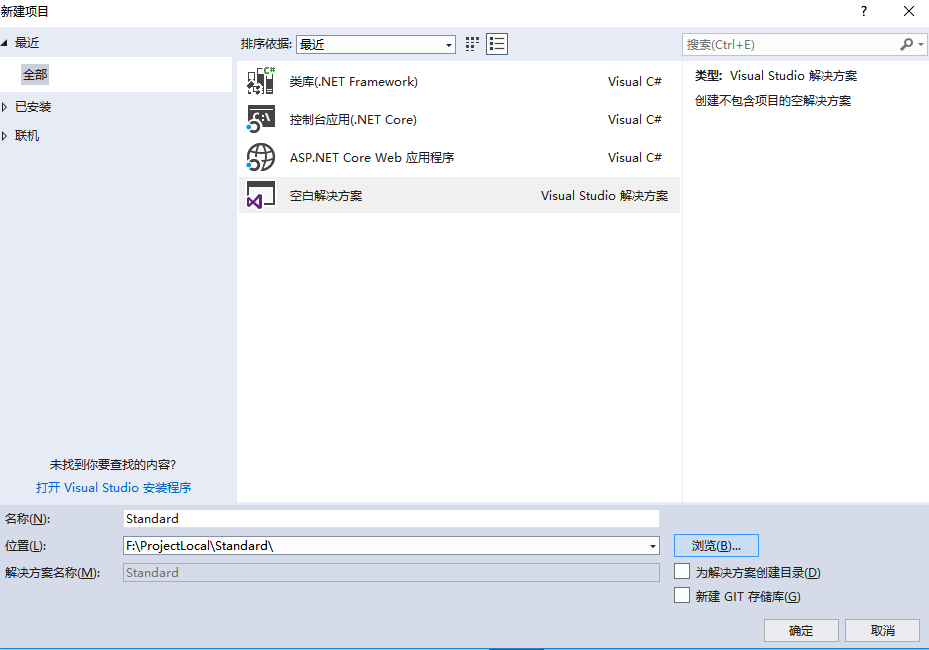 新建项目
?
最近
全部
已安装
联机
未找到你要查找的内容?
打开 Visual Studio 安装程序
排序依据: 最近
类库(.NET Framework) Visual C#
控制台应用(.NET Core) Visual C#
ASP.NET Core Web 应用程序 Visual C#
空白解决方案 Visual Studio 解决方案
搜索(Ctrl+E)
类型: Visual Studio 解决方案
创建不包含项目的空解决方案
名称(N): Standard
位置(L): F:\ProjectLocal\Standard\ 浏览(B)...
解决方案名称(M): Standard 为解决方案创建目录(D)
新建 GIT 存储库(G)
确定 取消